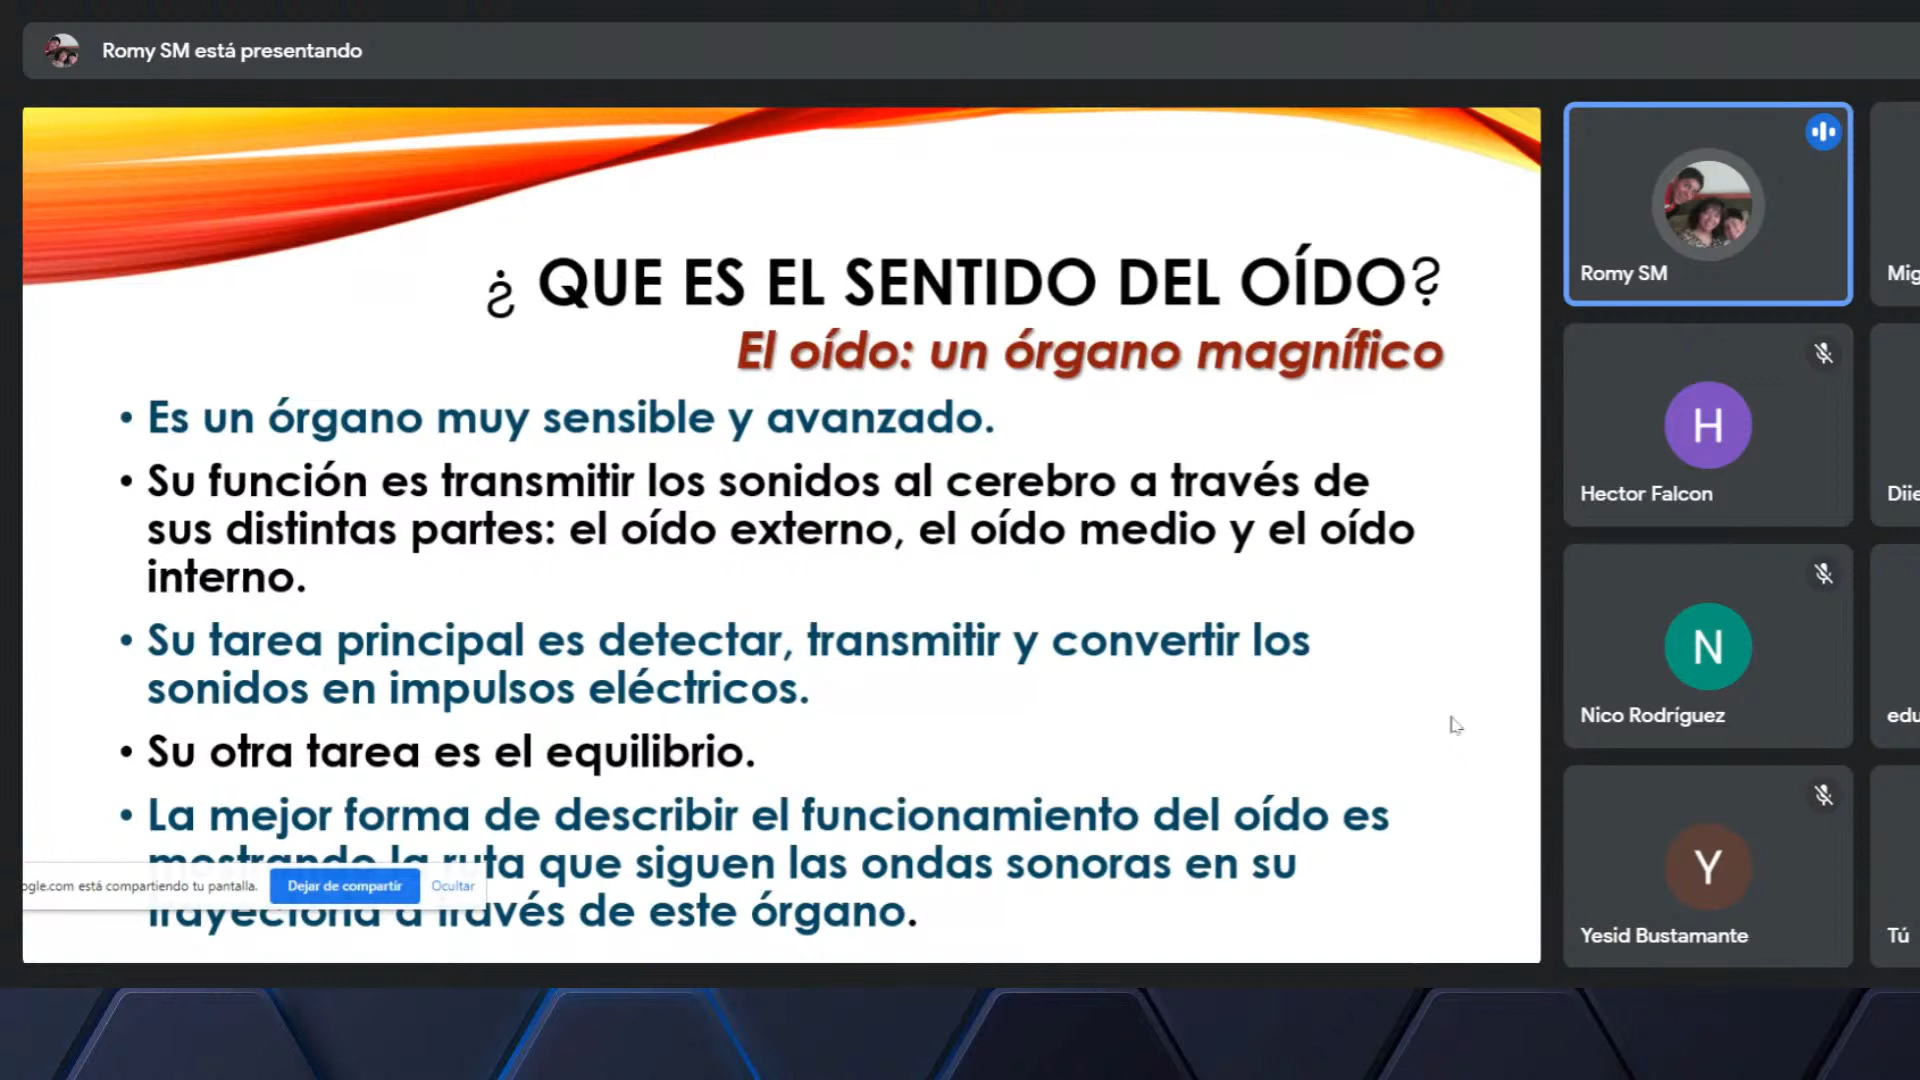 Romy SM está presentando
¿ QUE ES EL SENTIDO DEL OÍDO?
El oído: un órgano magnífico
• Es un órgano muy sensible y avanzado.
• Su función es transmitir los sonidos al cerebro a través de
sus distintas partes: el oído externo, el oído medio y el oído
interno.
• Su tarea principal es detectar, transmitir y convertir los
sonidos en impulsos eléctricos.
• Su otra tarea es el equilibrio.
• La mejor forma de describir el funcionamiento del oído es
mostrando la ruta que siguen las ondas sonoras en su
trayectoria a través de este órgano.
ogle.com está compartiendo tu pantalla. Dejar de compartir Ocultar
Romy SM
Mig
H
Hector Falcon
Diie
N
Nico Rodríguez
edu
Y
Yesid Bustamante
Tú